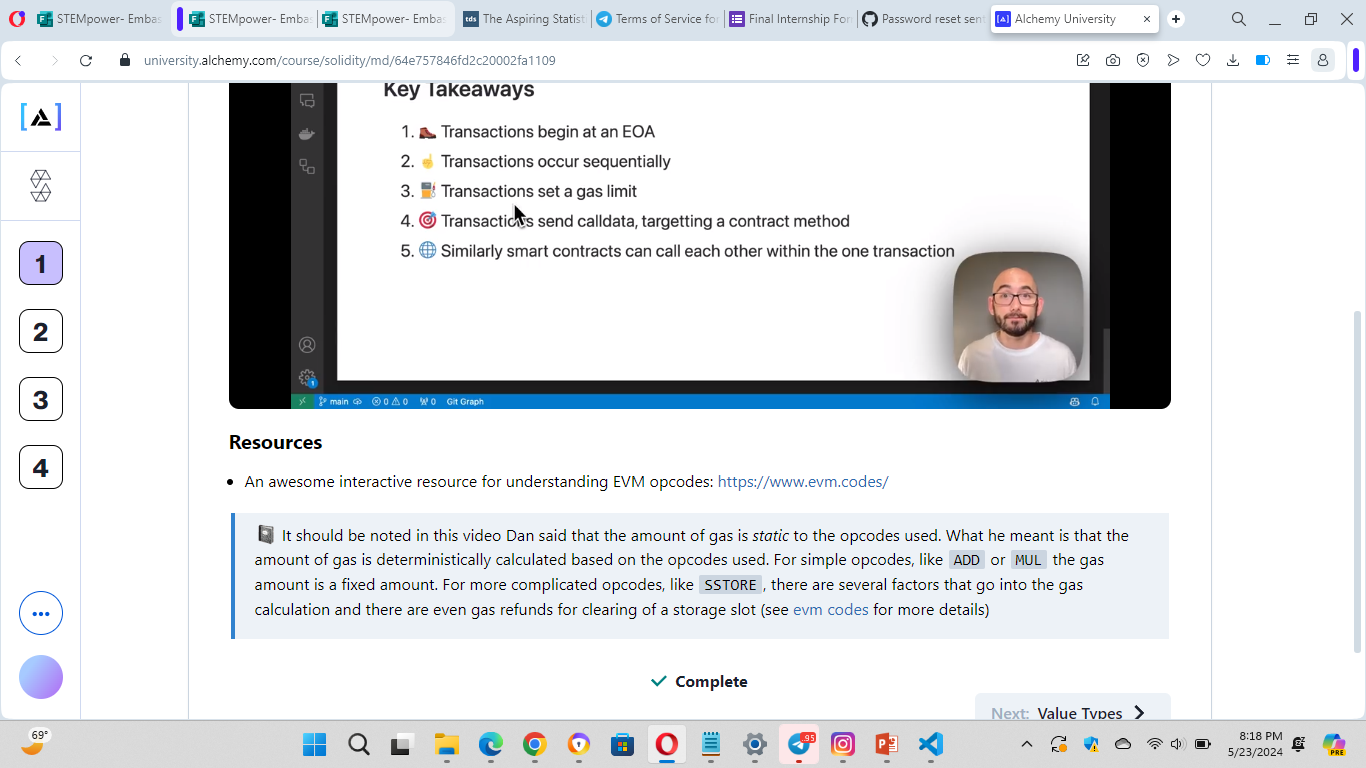 STEMpower- Embas
STEMpower- Embas
STEMpower- Embas
tds The Aspiring Statist
Terms of Service for
Final Internship For
Password reset sent
[A] Alchemy University
university.alchemy.com/course/solidity/md/64e757846fd2c20002fa1109
Key Takeaways
1. 🥾 Transactions begin at an EOA
2. ☝ Transactions occur sequentially
3. ⛽ Transactions set a gas limit
4. 🎯 Transactions send calldata, targetting a contract method
5. 🌐 Similarly smart contracts can call each other within the one transaction
1
main 0 0 0 Git Graph
1
2
3
4
Resources
• An awesome interactive resource for understanding EVM opcodes: https://www.evm.codes/
📓 It should be noted in this video Dan said that the amount of gas is static to the opcodes used. What he meant is that the
amount of gas is deterministically calculated based on the opcodes used. For simple opcodes, like ADD or MUL the gas
amount is a fixed amount. For more complicated opcodes, like SSTORE, there are several factors that go into the gas
calculation and there are even gas refunds for clearing of a storage slot (see evm codes for more details)
✓ Complete
Next: Value Types >
69°
95
8:18 PM
5/23/2024
PRE